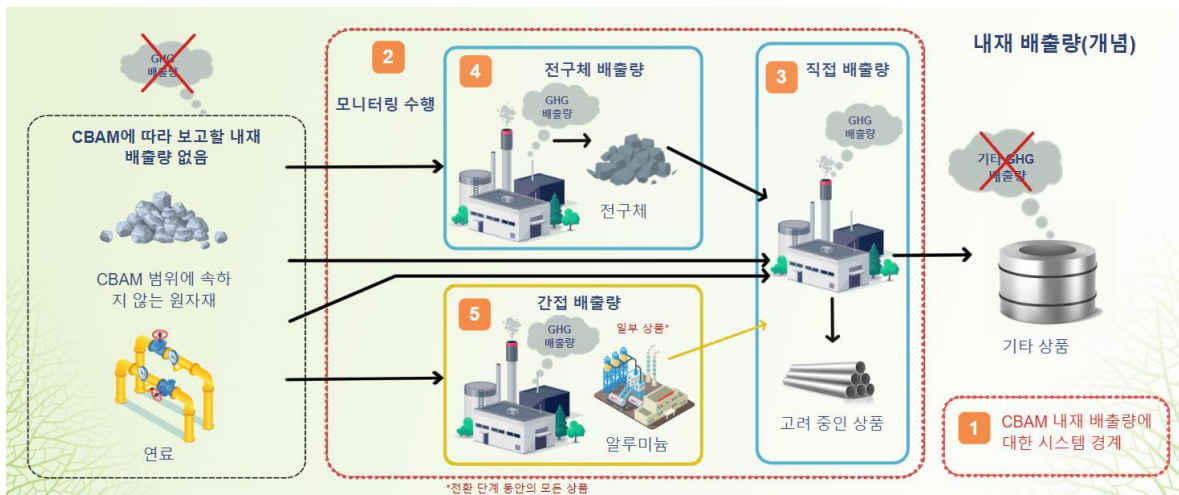 내재 배출량(개념)
GHG
배출량
CBAM에 따라 보고할 내재
배출량 없음
CBAM 범위에 속하
지 않는 원자재
연료
2
모니터링 수행
4
전구체 배출량
GHG
배출량
전구체
5
간접 배출량
GHG
배출량
일부 상품*
알루미늄
3
직접 배출량
GHG
배출량
고려 중인 상품
기타 GHG
배출량
기타 상품
1
CBAM 내재 배출량에
대한 시스템 경계
*전환 단계 동안의 모든 상품